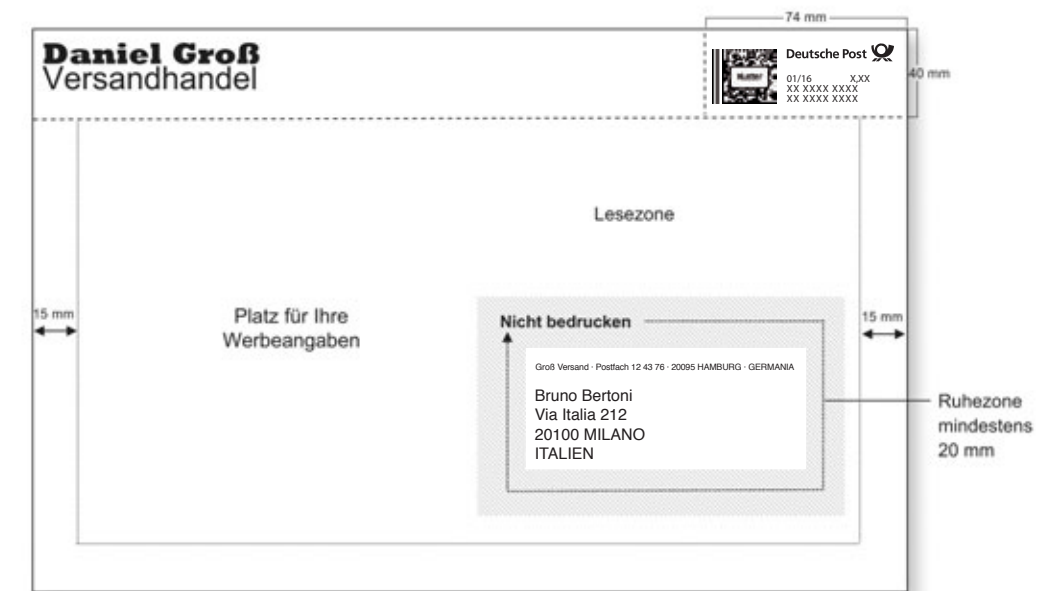 74 mm
Daniel Groß
Versandhandel
Deutsche Post
Muster
01/16 X,XX
XX XXXX XXXX
XX XXXX XXXX
40 mm
Lesezone
15 mm
Platz für Ihre
Werbeangaben
Nicht bedrucken
15 mm
Groß Versand · Postfach 12 43 76 · 20095 HAMBURG · GERMANIA
Bruno Bertoni
Via Italia 212
20100 MILANO
ITALIEN
Ruhezone
mindestens
20 mm